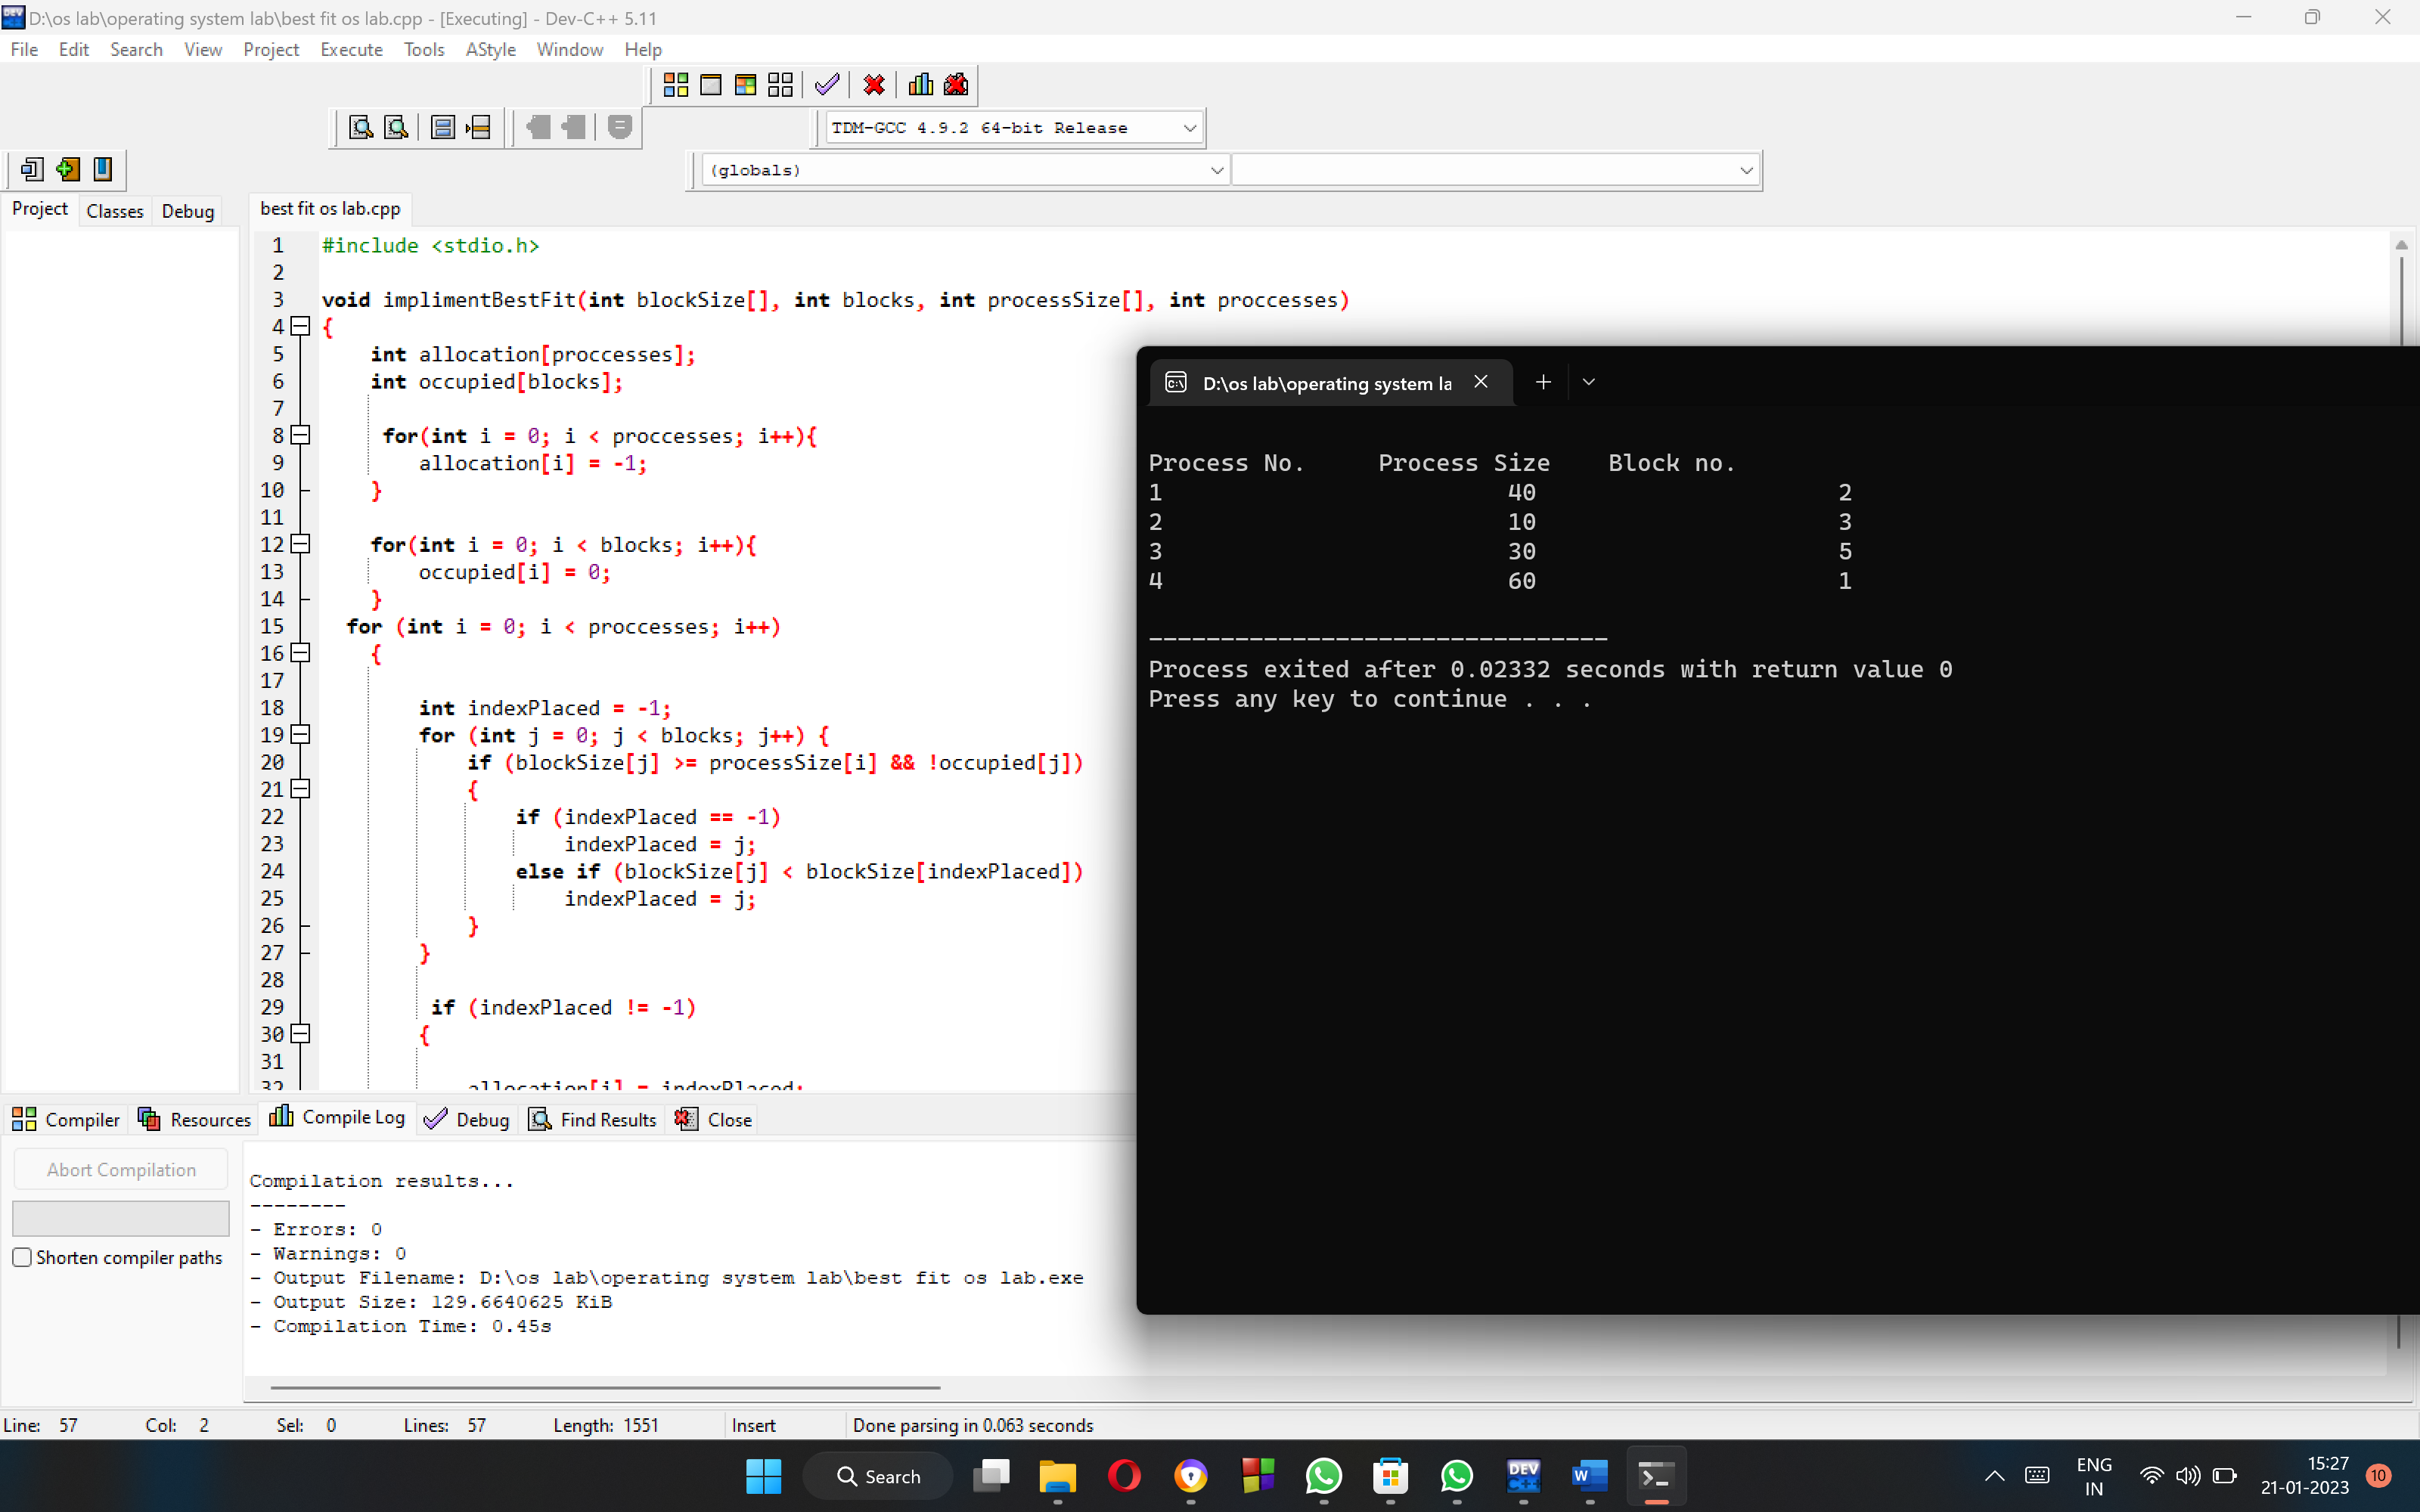 D:\os lab\operating system lab\best fit os lab.cpp - [Executing] - Dev-C++ 5.11
File Edit Search View Project Execute Tools AStyle Window Help
TDM-GCC 4.9.2 64-bit Release
(globals)
Project Classes Debug
best fit os lab.cpp
1 #include <stdio.h>
2
3 void implimentBestFit(int blockSize[], int blocks, int processSize[], int proccesses)
4 {
5 int allocation[proccesses];
6 int occupied[blocks];
7
8 for(int i = 0; i < proccesses; i++){
9 allocation[i] = -1;
10 }
11
12 for(int i = 0; i < blocks; i++){
13 occupied[i] = 0;
14 }
15 for (int i = 0; i < proccesses; i++)
16 {
17
18 int indexPlaced = -1;
19 for (int j = 0; j < blocks; j++) {
20 if (blockSize[j] >= processSize[i] && !occupied[j])
21 {
22 if (indexPlaced == -1)
23 indexPlaced = j;
24 else if (blockSize[j] < blockSize[indexPlaced])
25 indexPlaced = j;
26 }
27 }
28
29 if (indexPlaced != -1)
30 {
31
32 allocation[i] = indexPlaced;
D:\os lab\operating system la
Process No. Process Size Block no.
1 40 2
2 10 3
3 30 5
4 60 1
--------------------------------
Process exited after 0.02332 seconds with return value 0
Press any key to continue . . .
Compiler Resources Compile Log Debug Find Results Close
Abort Compilation
Shorten compiler paths
Compilation results...
--------
- Errors: 0
- Warnings: 0
- Output Filename: D:\os lab\operating system lab\best fit os lab.exe
- Output Size: 129.6640625 KiB
- Compilation Time: 0.45s
Line: 57 Col: 2 Sel: 0 Lines: 57 Length: 1551 Insert Done parsing in 0.063 seconds
Search
DEV C++
W
ENG
IN
15:27
21-01-2023
10